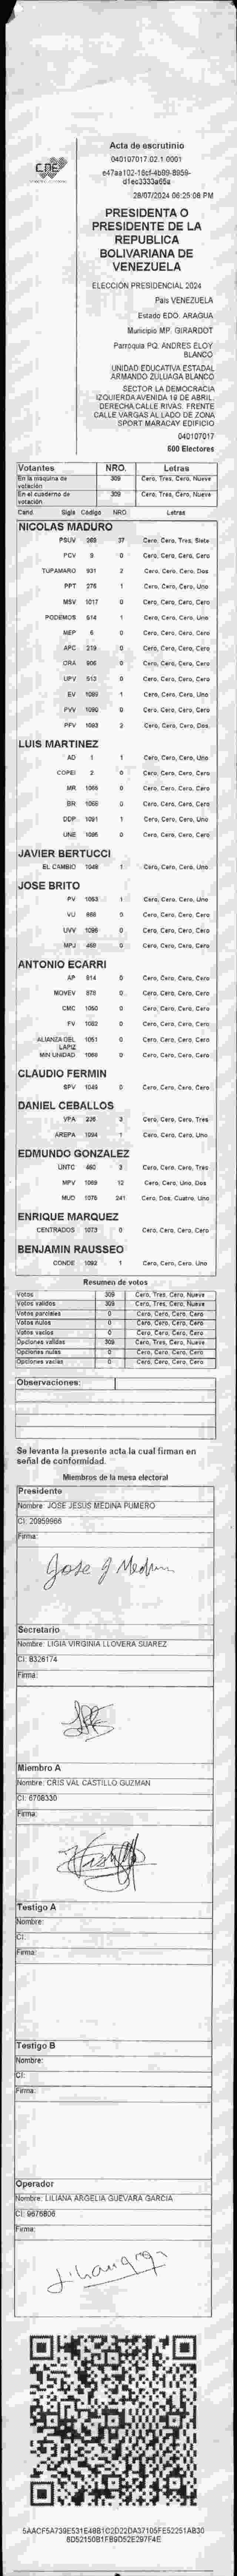 CNE
Acta de escrutinio
040107017.02.1.0001
28/07/2024 06:25:08 PM
PRESIDENTA O
PRESIDENTE DE LA
REPUBLICA
BOLIVARIANA DE
VENEZUELA
ELECCIÓN PRESIDENCIAL 2024
País VENEZUELA
Estado EDO. ARAGUA
Municipio MP. GIRARDOT
Parroquia PQ. ANDRES ELOY
BLANCO
UNIDAD EDUCATIVA ESTADAL
ARMANDO ZULUAGA BLANCO
SECTOR LA DEMOCRACIA
IZQUIERDA AVENIDA 19 DE ABRIL.
DERECHA CALLE RIVAS. FRENTE
CALLE VARGAS AL LADO DE ZONA
SPORT MARACAY EDIFICIO
040107017
600 Electores
Votantes NRO. Letras
En la máquina de votación 309 Cero, Tres, Cero, Nueve
En el cuaderno de votación 309 Cero, Tres, Cero, Nueve
Cand Sigla Código NRO Letras
NICOLAS MADURO
PSUV 37 Cero, Cero, Tres, Siete
PCV 9 0 Cero, Cero, Cero, Cero
TUPAMARO 931 2 Cero, Cero, Cero, Dos
PPT 276 1 Cero, Cero, Cero, Uno
MSV 1017 0 Cero, Cero, Cero, Cero
PODEMOS 514 1 Cero, Cero, Cero, Uno
MEP 6 0 Cero, Cero, Cero, Cero
APC 219 0 Cero, Cero, Cero, Cero
ORA 906 0 Cero, Cero, Cero, Cero
UPV 513 0 Cero, Cero, Cero, Cero
EV 1089 1 Cero, Cero, Cero, Uno
PVV 1090 0 Cero, Cero, Cero, Cero
PFV 1093 2 Cero, Cero, Cero, Dos
LUIS MARTINEZ
AD 1 1 Cero, Cero, Cero, Uno
COPEI 2 0 Cero, Cero, Cero, Cero
MR 1066 0 Cero, Cero, Cero, Cero
BR 1068 0 Cero, Cero, Cero, Cero
DDP 1091 1 Cero, Cero, Cero, Uno
UNE 1095 0 Cero, Cero, Cero, Cero
JAVIER BERTUCCI
EL CAMBIO 1048 1 Cero, Cero, Cero, Uno
JOSE BRITO
PV 1053 1 Cero, Cero, Cero, Uno
VU 888 0 Cero, Cero, Cero, Cero
UVV 1096 0 Cero, Cero, Cero, Cero
MPJ 468 0 Cero, Cero, Cero, Cero
ANTONIO ECARRI
AP 914 0 Cero, Cero, Cero, Cero
MOVEV 978 0 Cero, Cero, Cero, Cero
CMC 1050 0 Cero, Cero, Cero, Cero
FV 1052 0 Cero, Cero, Cero, Cero
ALIANZA DEL LAPIZ 1051 0 Cero, Cero, Cero, Cero
MIN UNIDAD 1068 0 Cero, Cero, Cero, Cero
CLAUDIO FERMIN
SPV 1049 0 Cero, Cero, Cero, Cero
DANIEL CEBALLOS
VPA 3 Cero, Cero, Cero, Tres
AREPA 1094 1 Cero, Cero, Cero, Uno
EDMUNDO GONZALEZ
UNTC 460 3 Cero, Cero, Cero, Tres
MPV 1069 12 Cero, Cero, Uno, Dos
MUD 1076 241 Cero, Dos, Cuatro, Uno
ENRIQUE MARQUEZ
CENTRADOS 1073 0 Cero, Cero, Cero, Cero
BENJAMIN RAUSSEO
CONDE 1092 1 Cero, Cero, Cero, Uno
Resumen de votos
Votos 309 Cero, Tres, Cero, Nueve
Votos válidos 309 Cero, Tres, Cero, Nueve
Votos parciales 0 Cero, Cero, Cero, Cero
Votos nulos 0 Cero, Cero, Cero, Cero
Votos vacíos 0 Cero, Cero, Cero, Cero
Opciones válidas 309 Cero, Tres, Cero, Nueve
Opciones nulas 0 Cero, Cero, Cero, Cero
Opciones vacías 0 Cero, Cero, Cero, Cero
Observaciones:
Se levanta la presente acta la cual firman en
señal de conformidad.
Miembros de la mesa electoral
Presidente
Nombre: JOSE JESUS MEDINA PUMERO
CI: 20959966
Firma:
Jose J Medina
Secretario
Nombre: LIGIA VIRGINIA LLOVERA SUAREZ
CI: 8326174
Firma:
Miembro A
Nombre: CRIS VAL CASTILLO GUZMAN
CI: 6708330
Firma:
Testigo A
Nombre:
CI:
Firma:
Testigo B
Nombre:
CI:
Firma:
Operador
Nombre: LILIANA ARGELIA GUEVARA GARCIA
CI: 9676806
Firma: